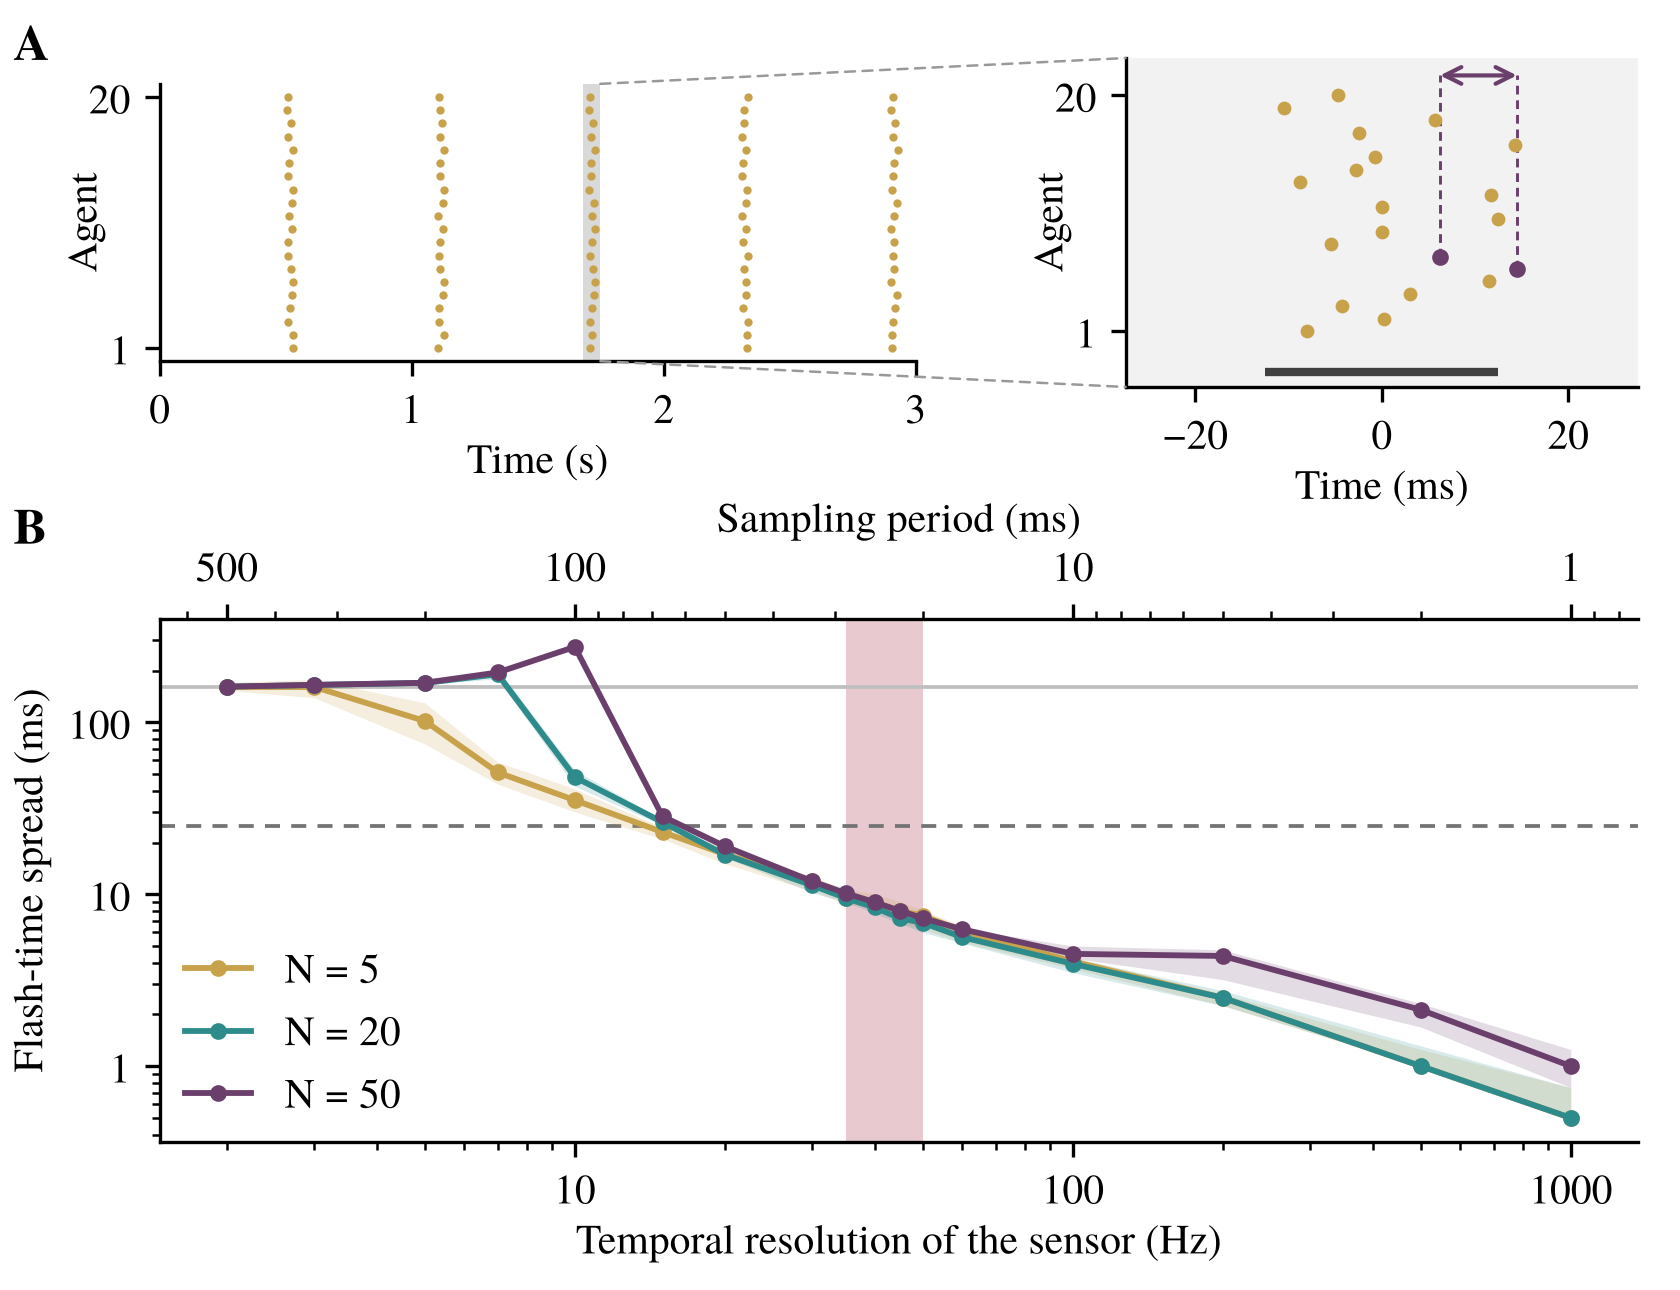 A
20
1
Agent
0 1 2 3
Time (s)
20
1
Agent
−20 0 20
Time (ms)
B
Sampling period (ms)
500 100 10 1
100
10
1
Flash-time spread (ms)
N = 5
N = 20
N = 50
10 100 1000
Temporal resolution of the sensor (Hz)